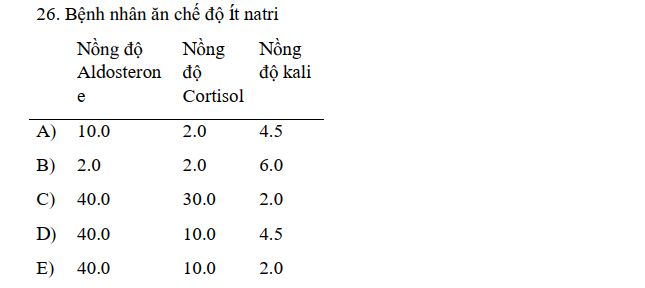 26. Bệnh nhân ăn chế độ ít natri
Nồng độ Nồng Nồng
Aldosteron độ độ kali
e Cortisol
A) 10.0 2.0 4.5
B) 2.0 2.0 6.0
C) 40.0 30.0 2.0
D) 40.0 10.0 4.5
E) 40.0 10.0 2.0